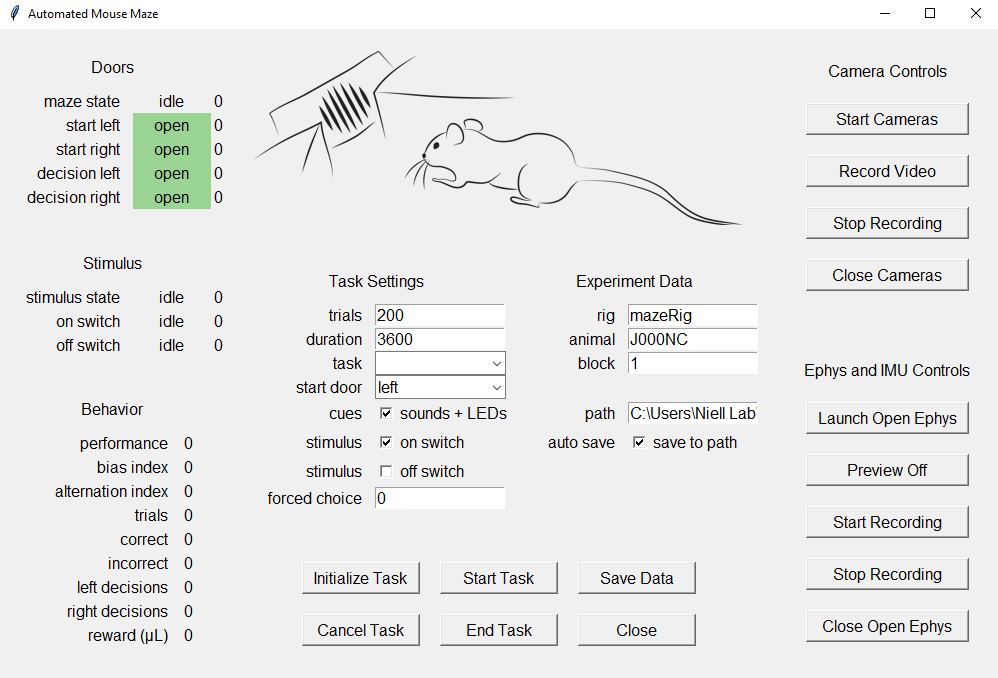 Automated Mouse Maze
Doors
maze state idle 0
start left open 0
start right open 0
decision left open 0
decision right open 0
Stimulus
stimulus state idle 0
on switch idle 0
off switch idle 0
Behavior
performance 0
bias index 0
alternation index 0
trials 0
correct 0
incorrect 0
left decisions 0
right decisions 0
reward (µL) 0
Task Settings
trials 200
duration 3600
task
start door left
cues sounds + LEDs
stimulus on switch
stimulus off switch
forced choice 0
Experiment Data
rig mazeRig
animal J000NC
block 1
path C:\Users\Niell Lab
auto save save to path
Initialize Task Start Task Save Data
Cancel Task End Task Close
Camera Controls
Start Cameras
Record Video
Stop Recording
Close Cameras
Ephys and IMU Controls
Launch Open Ephys
Preview Off
Start Recording
Stop Recording
Close Open Ephys